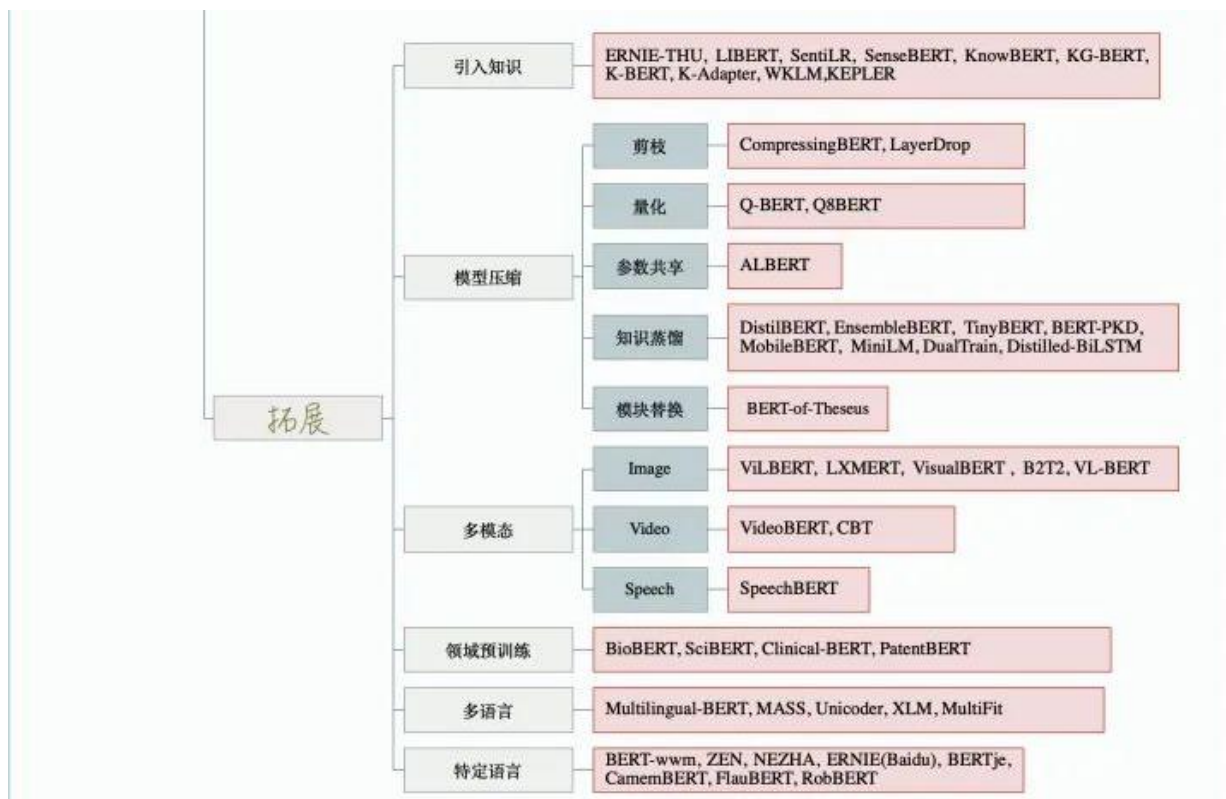 引入知识
ERNIE-THU, LIBERT, SentiLR, SenseBERT, KnowBERT, KG-BERT,
K-BERT, K-Adapter, WKLM,KEPLER
剪枝
CompressingBERT, LayerDrop
量化
Q-BERT, Q8BERT
模型压缩
参数共享
ALBERT
知识蒸馏
DistilBERT, EnsembleBERT, TinyBERT, BERT-PKD,
MobileBERT, MiniLM, DualTrain, Distilled-BiLSTM
模块替换
BERT-of-Theseus
拓展
Image
ViLBERT, LXMERT, VisualBERT , B2T2, VL-BERT
多模态
Video
VideoBERT, CBT
Speech
SpeechBERT
领域预训练
BioBERT, SciBERT, Clinical-BERT, PatentBERT
多语言
Multilingual-BERT, MASS, Unicoder, XLM, MultiFit
特定语言
BERT-wwm, ZEN, NEZHA, ERNIE(Baidu), BERTje,
CamemBERT, FlauBERT, RobBERT